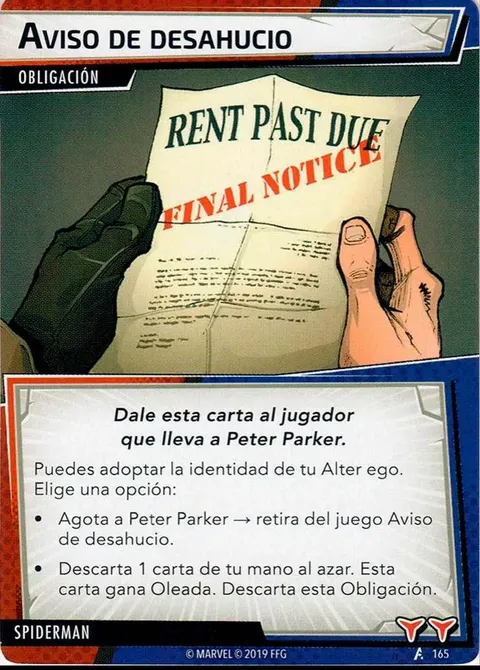 AVISO DE DESAHUCIO
OBLIGACIÓN
RENT PAST DUE
FINAL NOTICE
Dale esta carta al jugador
que lleva a Peter Parker.
Puedes adoptar la identidad de tu Alter ego.
Elige una opción:
• Agota a Peter Parker → retira del juego Aviso
de desahucio.
• Descarta 1 carta de tu mano al azar. Esta
carta gana Oleada. Descarta esta Obligación.
SPIDERMAN
© MARVEL © 2019 FFG
165